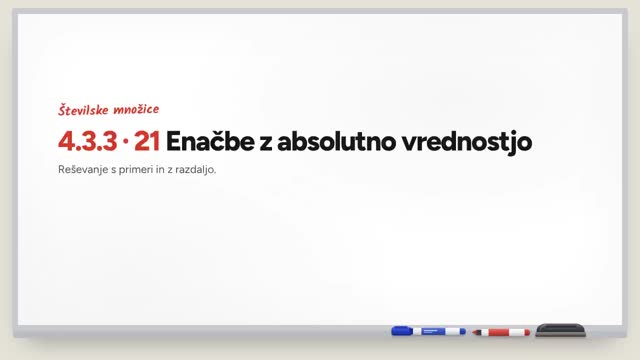 Številske množice
4.3.3 · 21 Enačbe z absolutno vrednostjo
Reševanje s primeri in z razdaljo.